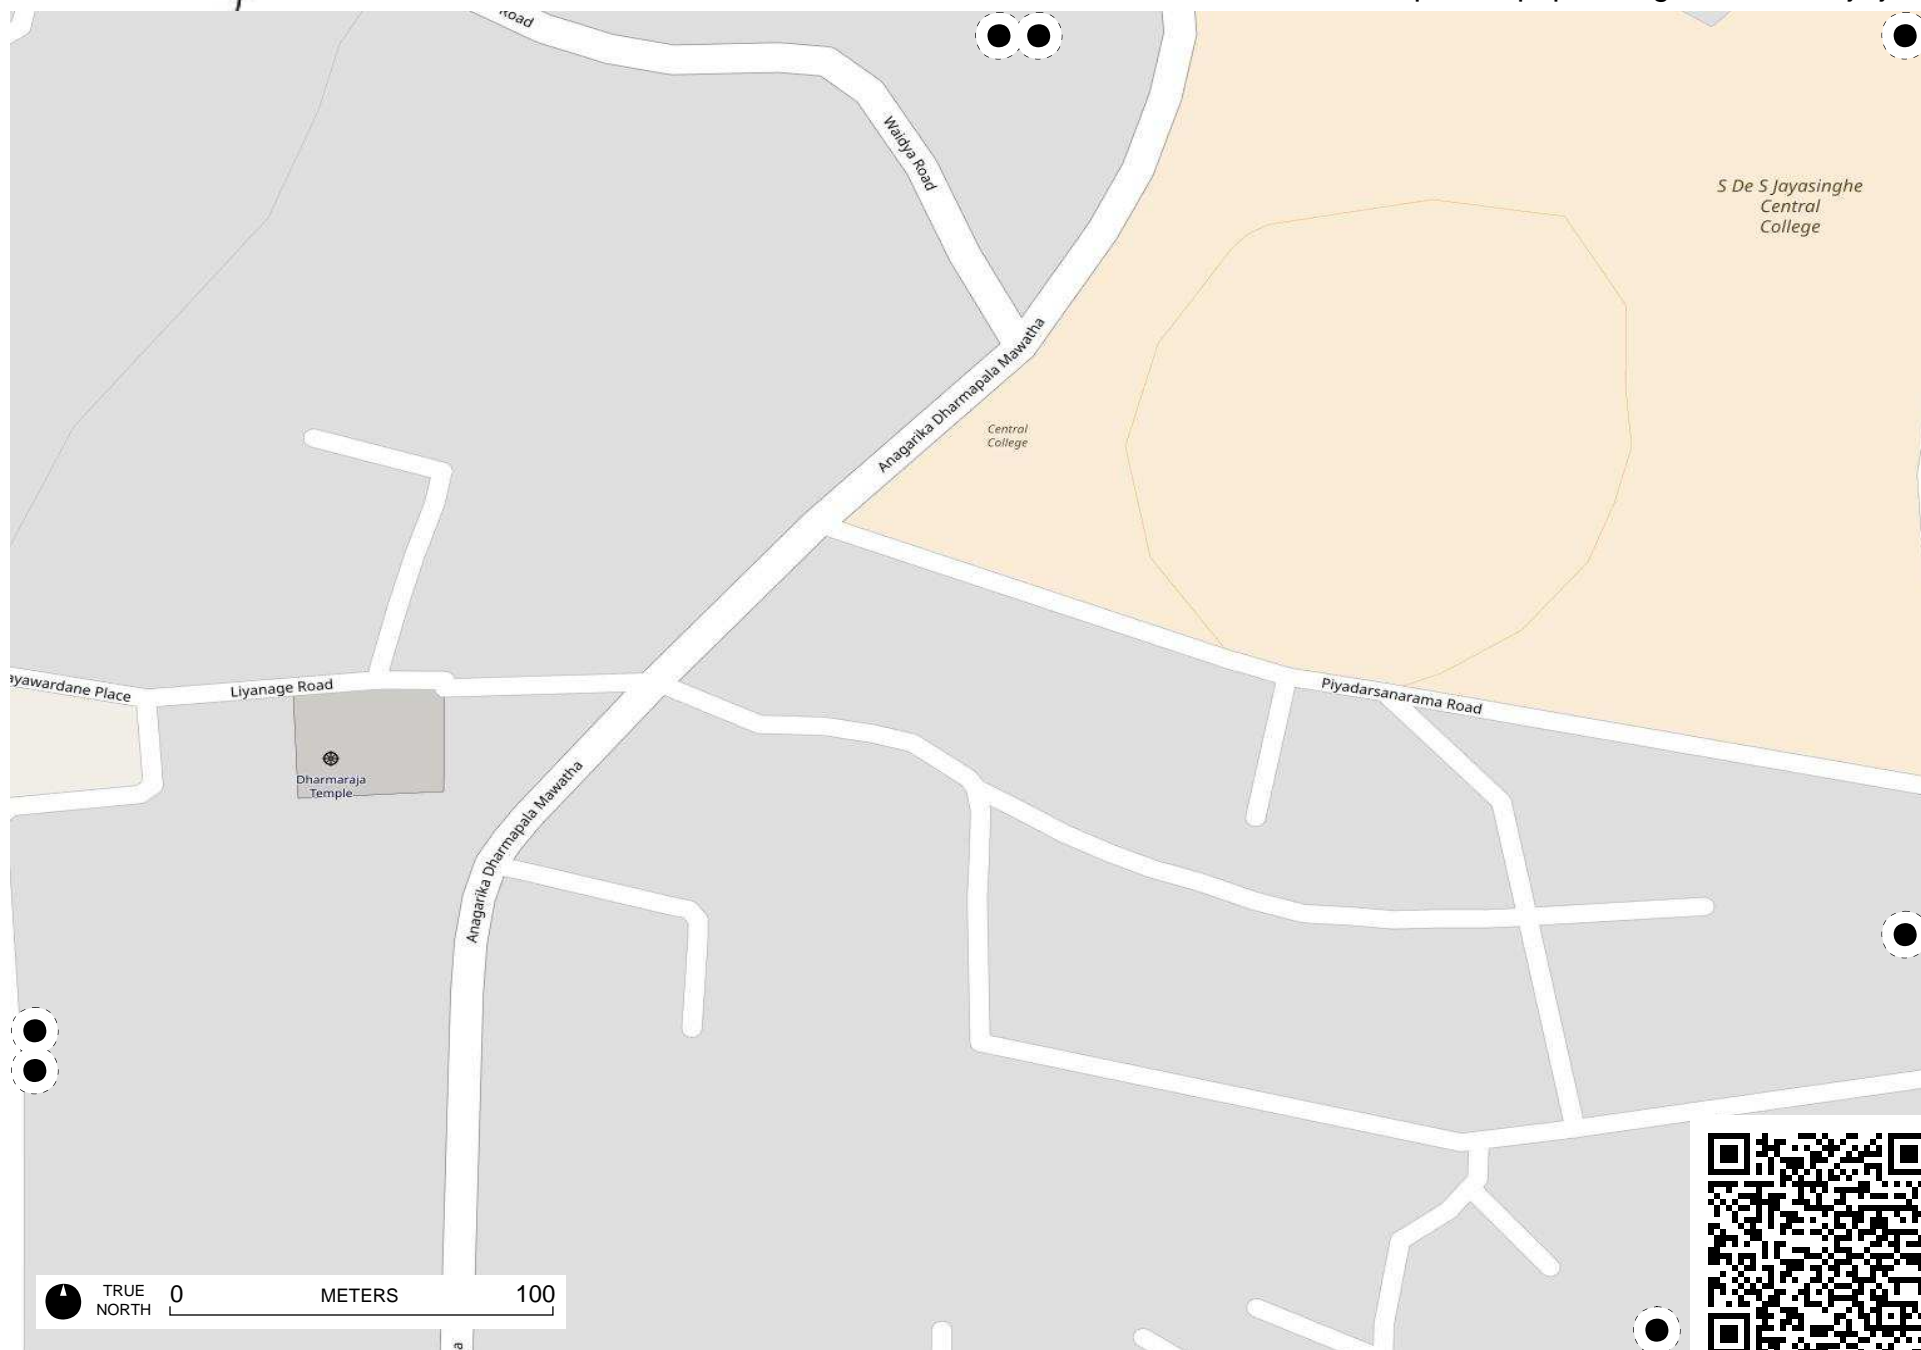 Road
Waidya Road
S De S Jayasinghe
Central
College
Anagarika Dharmapala Mawatha
Central
College
Liyanage Road
Place
Piyadarsanarama Road
Dharmaraja
Temple
Anagarika Dharmapala Mawatha
TRUE
NORTH
0
METERS
100